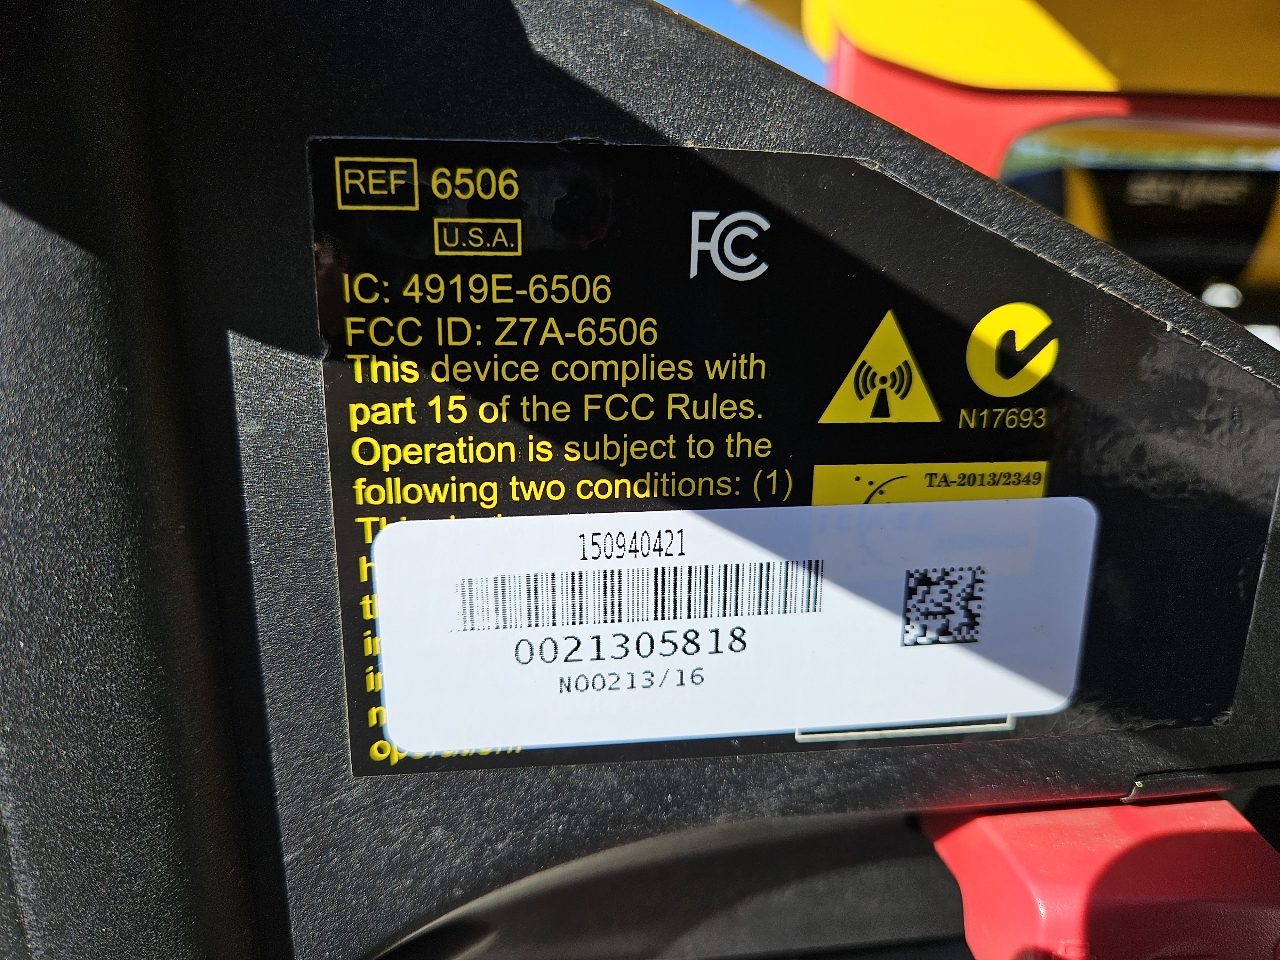 REF 6506
U.S.A.
FC
IC: 4919E-6506
FCC ID: Z7A-6506
This device complies with
part 15 of the FCC Rules.
Operation is subject to the
following two conditions: (1)
N17693
TA-2013/2349
150940421
0021305818
N00213/16
operation.
stryker